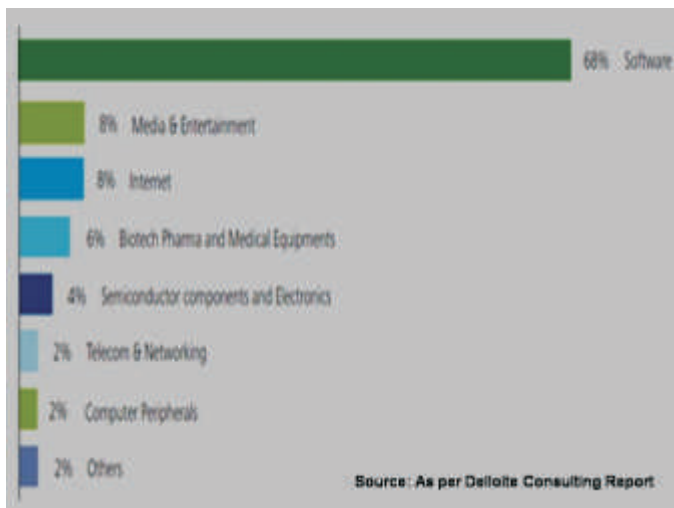 68% Software
8% Media & Entertainment
8% Internet
6% Biotech Pharma and Medical Equipments
4% Semiconductor components and Electronics
2% Telecom & Networking
2% Computer Peripherals
2% Others
Source: As per Delloite Consulting Report